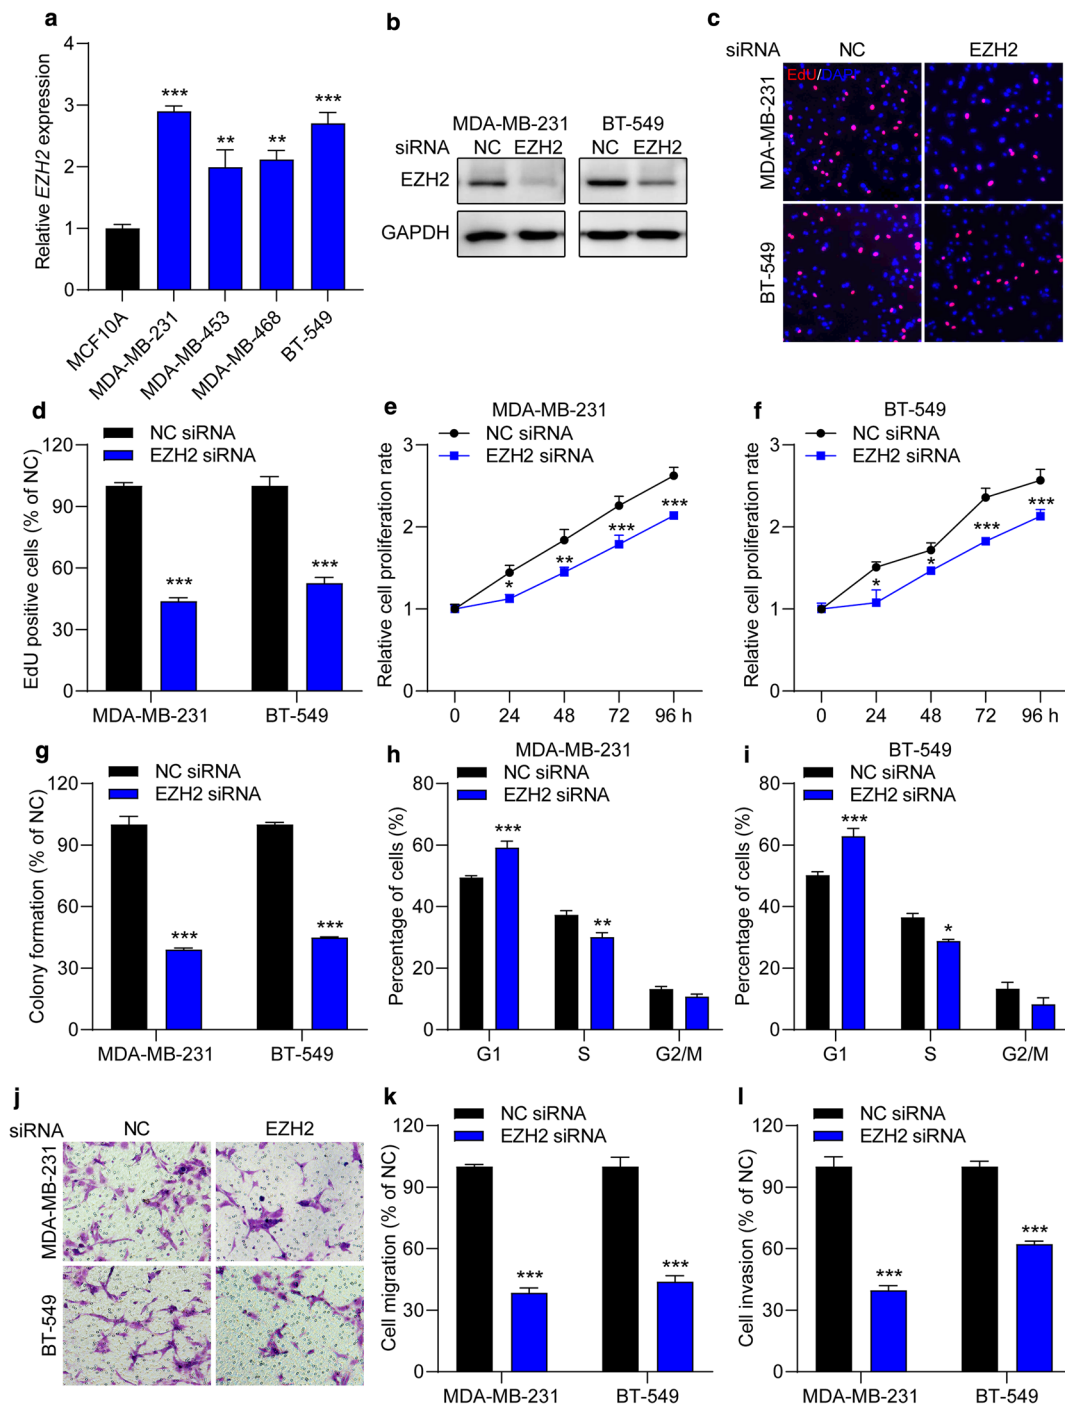 a
Relative EZH2 expression
4
3
2
1
0
***
**
**
***
MCF10A
MDA-MB-231
MDA-MB-453
MDA-MB-468
BT-549
b
MDA-MB-231 BT-549
siRNA NC EZH2 NC EZH2
EZH2
GAPDH
c
siRNA NC EZH2
EdU/DAPI
MDA-MB-231
BT-549
d
NC siRNA
EZH2 siRNA
EdU positive cells (% of NC)
120
90
60
30
0
***
***
MDA-MB-231 BT-549
e
MDA-MB-231
NC siRNA
EZH2 siRNA
Relative cell proliferation rate
3
2
1
0
*
**
***
***
0 24 48 72 96 h
f
BT-549
NC siRNA
EZH2 siRNA
Relative cell proliferation rate
3
2
1
0
*
*
***
***
0 24 48 72 96 h
g
NC siRNA
EZH2 siRNA
Colony formation (% of NC)
120
90
60
30
0
***
***
MDA-MB-231 BT-549
h
MDA-MB-231
NC siRNA
EZH2 siRNA
Percentage of cells (%)
80
60
40
20
0
***
**
G1 S G2/M
i
BT-549
NC siRNA
EZH2 siRNA
Percentage of cells (%)
80
60
40
20
0
***
*
G1 S G2/M
j
siRNA NC EZH2
MDA-MB-231
BT-549
k
NC siRNA
EZH2 siRNA
Cell migration (% of NC)
120
90
60
30
0
***
***
MDA-MB-231 BT-549
l
NC siRNA
EZH2 siRNA
Cell invasion (% of NC)
120
90
60
30
0
***
***
MDA-MB-231 BT-549